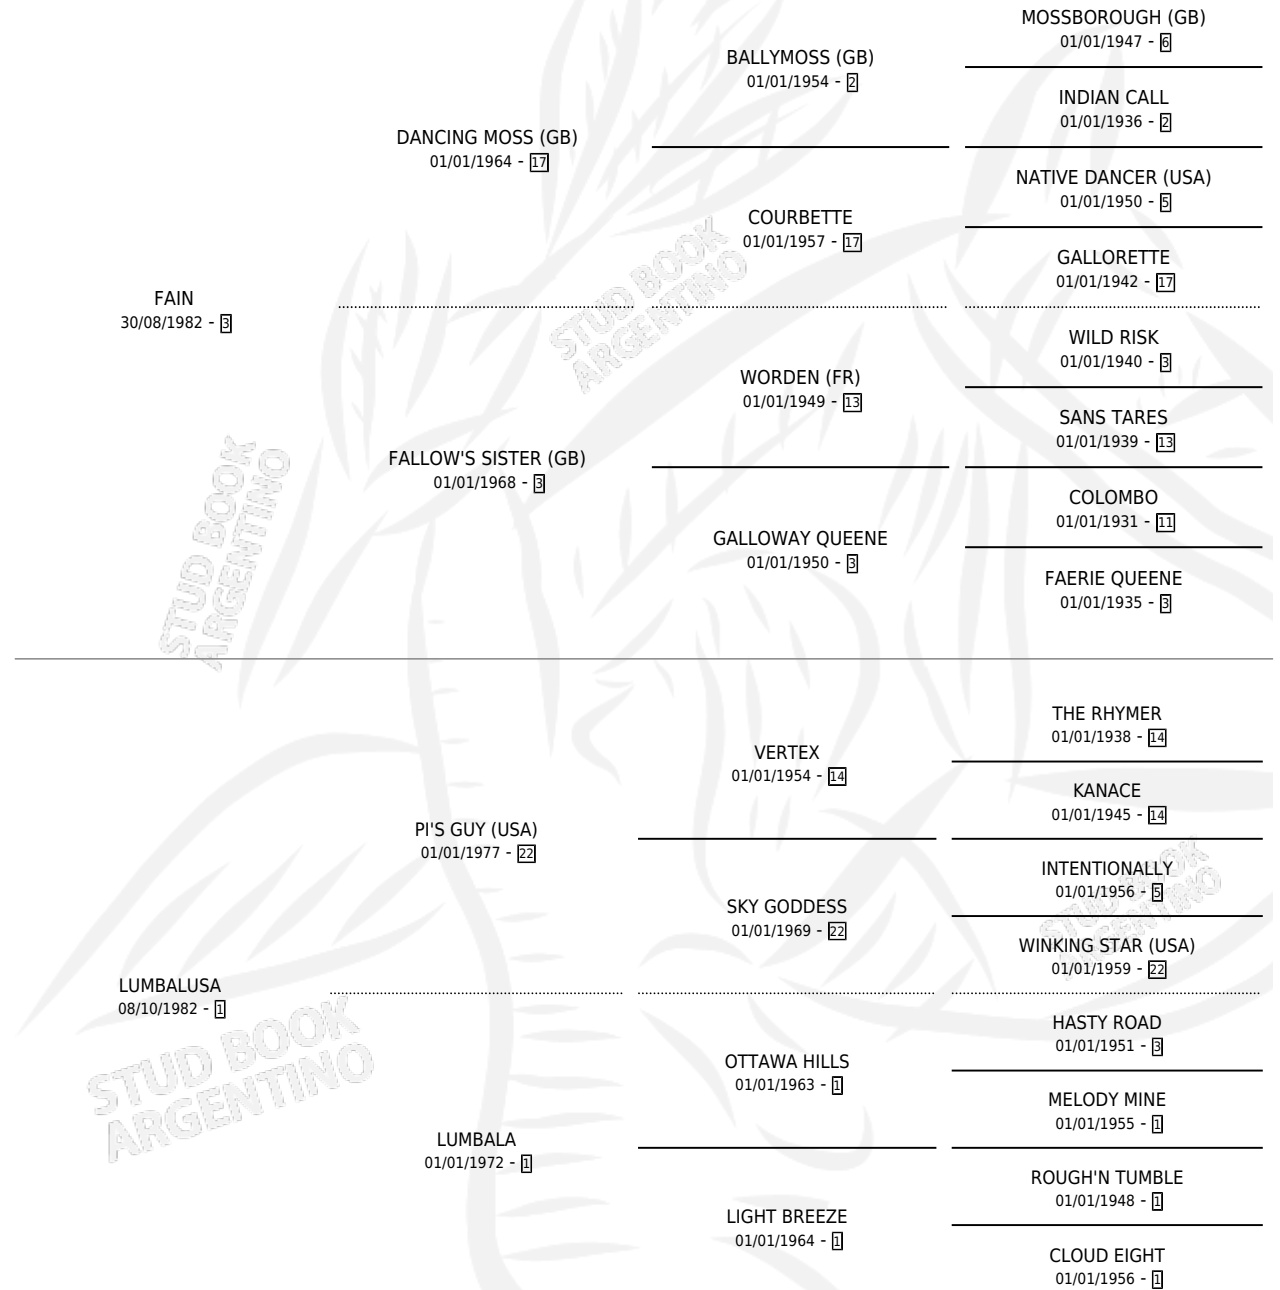 MOSSBOROUGH (GB)
01/01/1947 - 6
BALLYMOSS (GB)
01/01/1954 - 2
INDIAN CALL
01/01/1936 - 2
DANCING MOSS (GB)
01/01/1964 - 17
NATIVE DANCER (USA)
01/01/1950 - 5
COURBETTE
01/01/1957 - 17
GALLORETTE
01/01/1942 - 17
FAIN
30/08/1982 - 3
STUD BOOK
ARGENTINO
WILD RISK
01/01/1940 - 3
WORDEN (FR)
01/01/1949 - 13
SANS TARES
01/01/1939 - 13
FALLOW'S SISTER (GB)
01/01/1968 - 3
COLOMBO
01/01/1931 - 11
GALLOWAY QUEENE
01/01/1950 - 3
FAERIE QUEENE
01/01/1935 - 3
STUD BOOK
ARGENTINO
THE RHYMER
01/01/1938 - 14
VERTEX
01/01/1954 - 14
KANACE
01/01/1945 - 14
PI'S GUY (USA)
01/01/1977 - 22
INTENTIONALLY
01/01/1956 - 5
SKY GODDESS
01/01/1969 - 22
STUD BOOK
ARGENTINO
WINKING STAR (USA)
01/01/1959 - 22
LUMBALUSA
08/10/1982 - 1
HASTY ROAD
01/01/1951 - 3
OTTAWA HILLS
01/01/1963 - 1
STUD BOOK
ARGENTINO
MELODY MINE
01/01/1955 - 1
LUMBALA
01/01/1972 - 1
ROUGH'N TUMBLE
01/01/1948 - 1
LIGHT BREEZE
01/01/1964 - 1
CLOUD EIGHT
01/01/1956 - 1